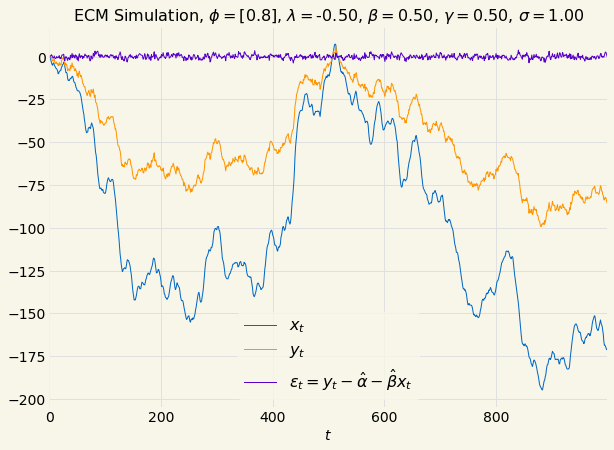 ECM Simulation, ϕ = [0.8], λ = -0.50, β = 0.50, γ = 0.50, σ = 1.00
0
−25
−50
−75
−100
−125
−150
−175
−200
x_t
y_t
ε_t = y_t − α̂ − β̂x_t
0 200 400 600 800
t